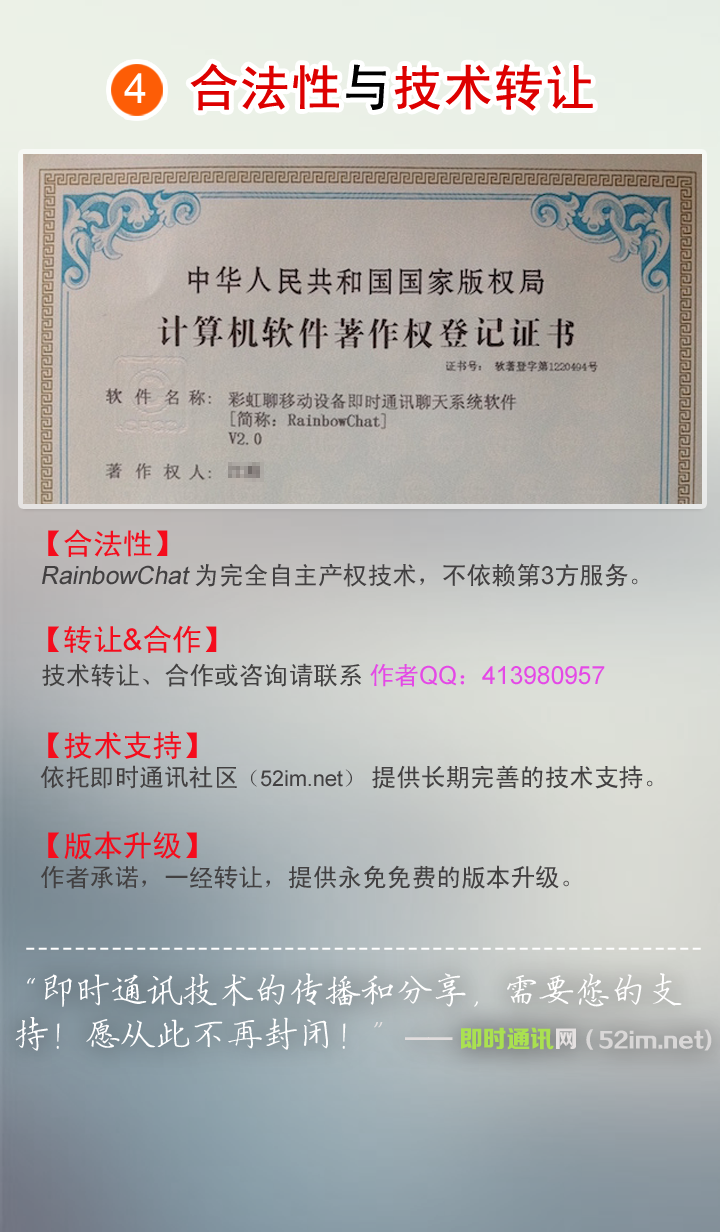 4 合法性与技术转让
中华人民共和国国家版权局
计算机软件著作权登记证书
证书号： 软著登字第1220494号
软件名称： 彩虹聊移动设备即时通讯聊天系统软件
[简称：RainbowChat]
V2.0
著作权人：
【合法性】
RainbowChat 为完全自主产权技术，不依赖第3方服务。
【转让&合作】
技术转让、合作或咨询请联系 作者QQ：413980957
【技术支持】
依托即时通讯社区（52im.net） 提供长期完善的技术支持。
【版本升级】
作者承诺，一经转让，提供永免免费的版本升级。
“即时通讯技术的传播和分享，需要您的支
持！愿从此不再封闭！” —— 即时通讯网（52im.net）